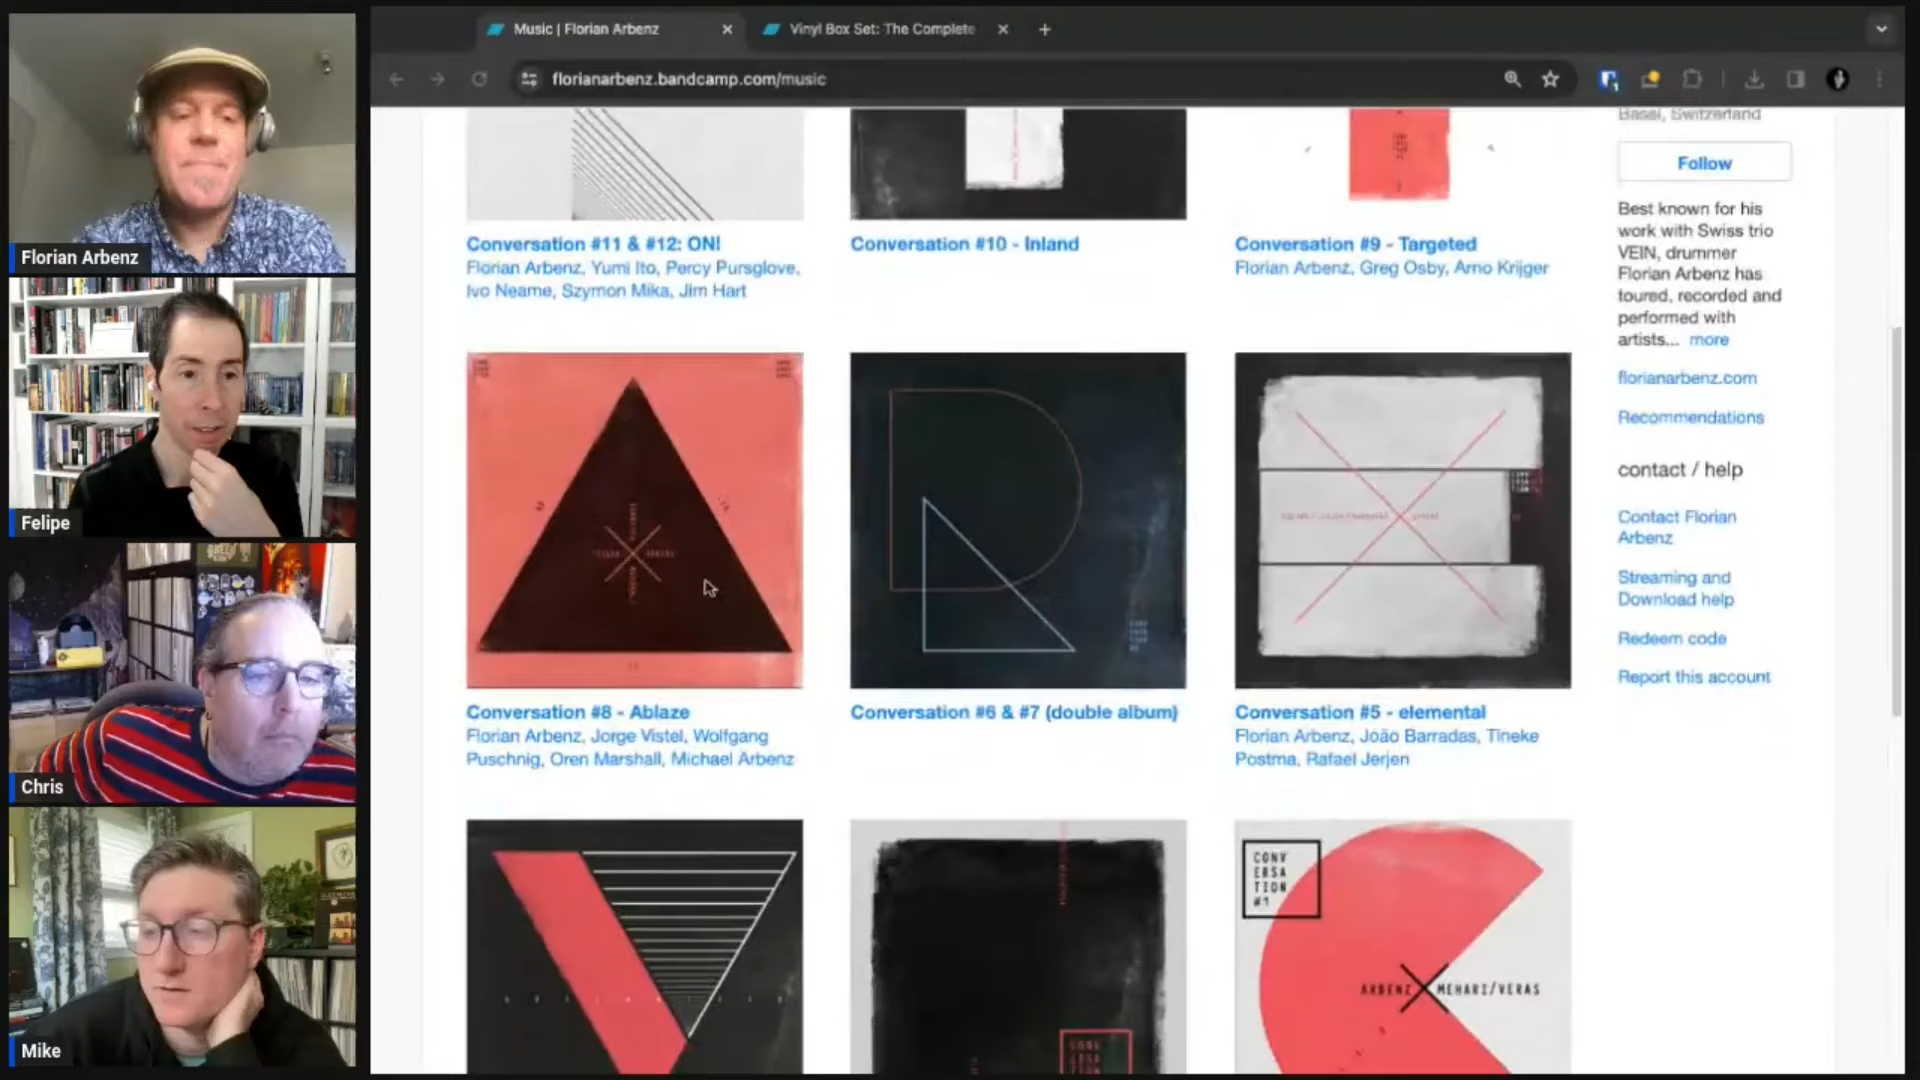 Music | Florian Arbenz
Vinyl Box Set: The Complete
florianarbenz.bandcamp.com/music
Florian Arbenz
Felipe
Chris
Mike
Conversation #11 & #12: ON!
Florian Arbenz, Yumi Ito, Percy Pursglove,
Ivo Neame, Szymon Mika, Jim Hart
Conversation #10 - Inland
Conversation #9 - Targeted
Florian Arbenz, Greg Osby, Arno Krijger
Conversation #8 - Ablaze
Florian Arbenz, Jorge Vistel, Wolfgang
Puschnig, Oren Marshall, Michael Arbenz
Conversation #6 & #7 (double album)
Conversation #5 - elemental
Florian Arbenz, João Barradas, Tineke
Postma, Rafael Jerjen
CONV
ERSA
TION
#1
ARBENZ MEHARI/VERAS
CONV
ERSA
Basel, Switzerland
Follow
Best known for his
work with Swiss trio
VEIN, drummer
Florian Arbenz has
toured, recorded and
performed with
artists... more
florianarbenz.com
Recommendations
contact / help
Contact Florian
Arbenz
Streaming and
Download help
Redeem code
Report this account